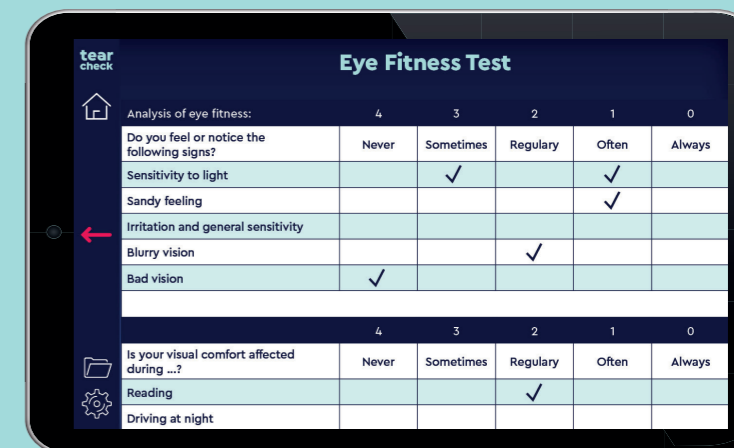 tear
check
Eye Fitness Test
Analysis of eye fitness: 4 3 2 1 0
Do you feel or notice the
following signs? Never Sometimes Regulary Often Always
Sensitivity to light ✓ ✓
Sandy feeling ✓
Irritation and general sensitivity
Blurry vision ✓
Bad vision ✓
4 3 2 1 0
Is your visual comfort affected
during ...? Never Sometimes Regulary Often Always
Reading ✓
Driving at night